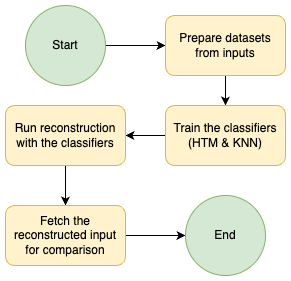 Start
Prepare datasets
from inputs
Train the classifiers
(HTM & KNN)
Run reconstruction
with the classifiers
Fetch the
reconstructed input
for comparison
End